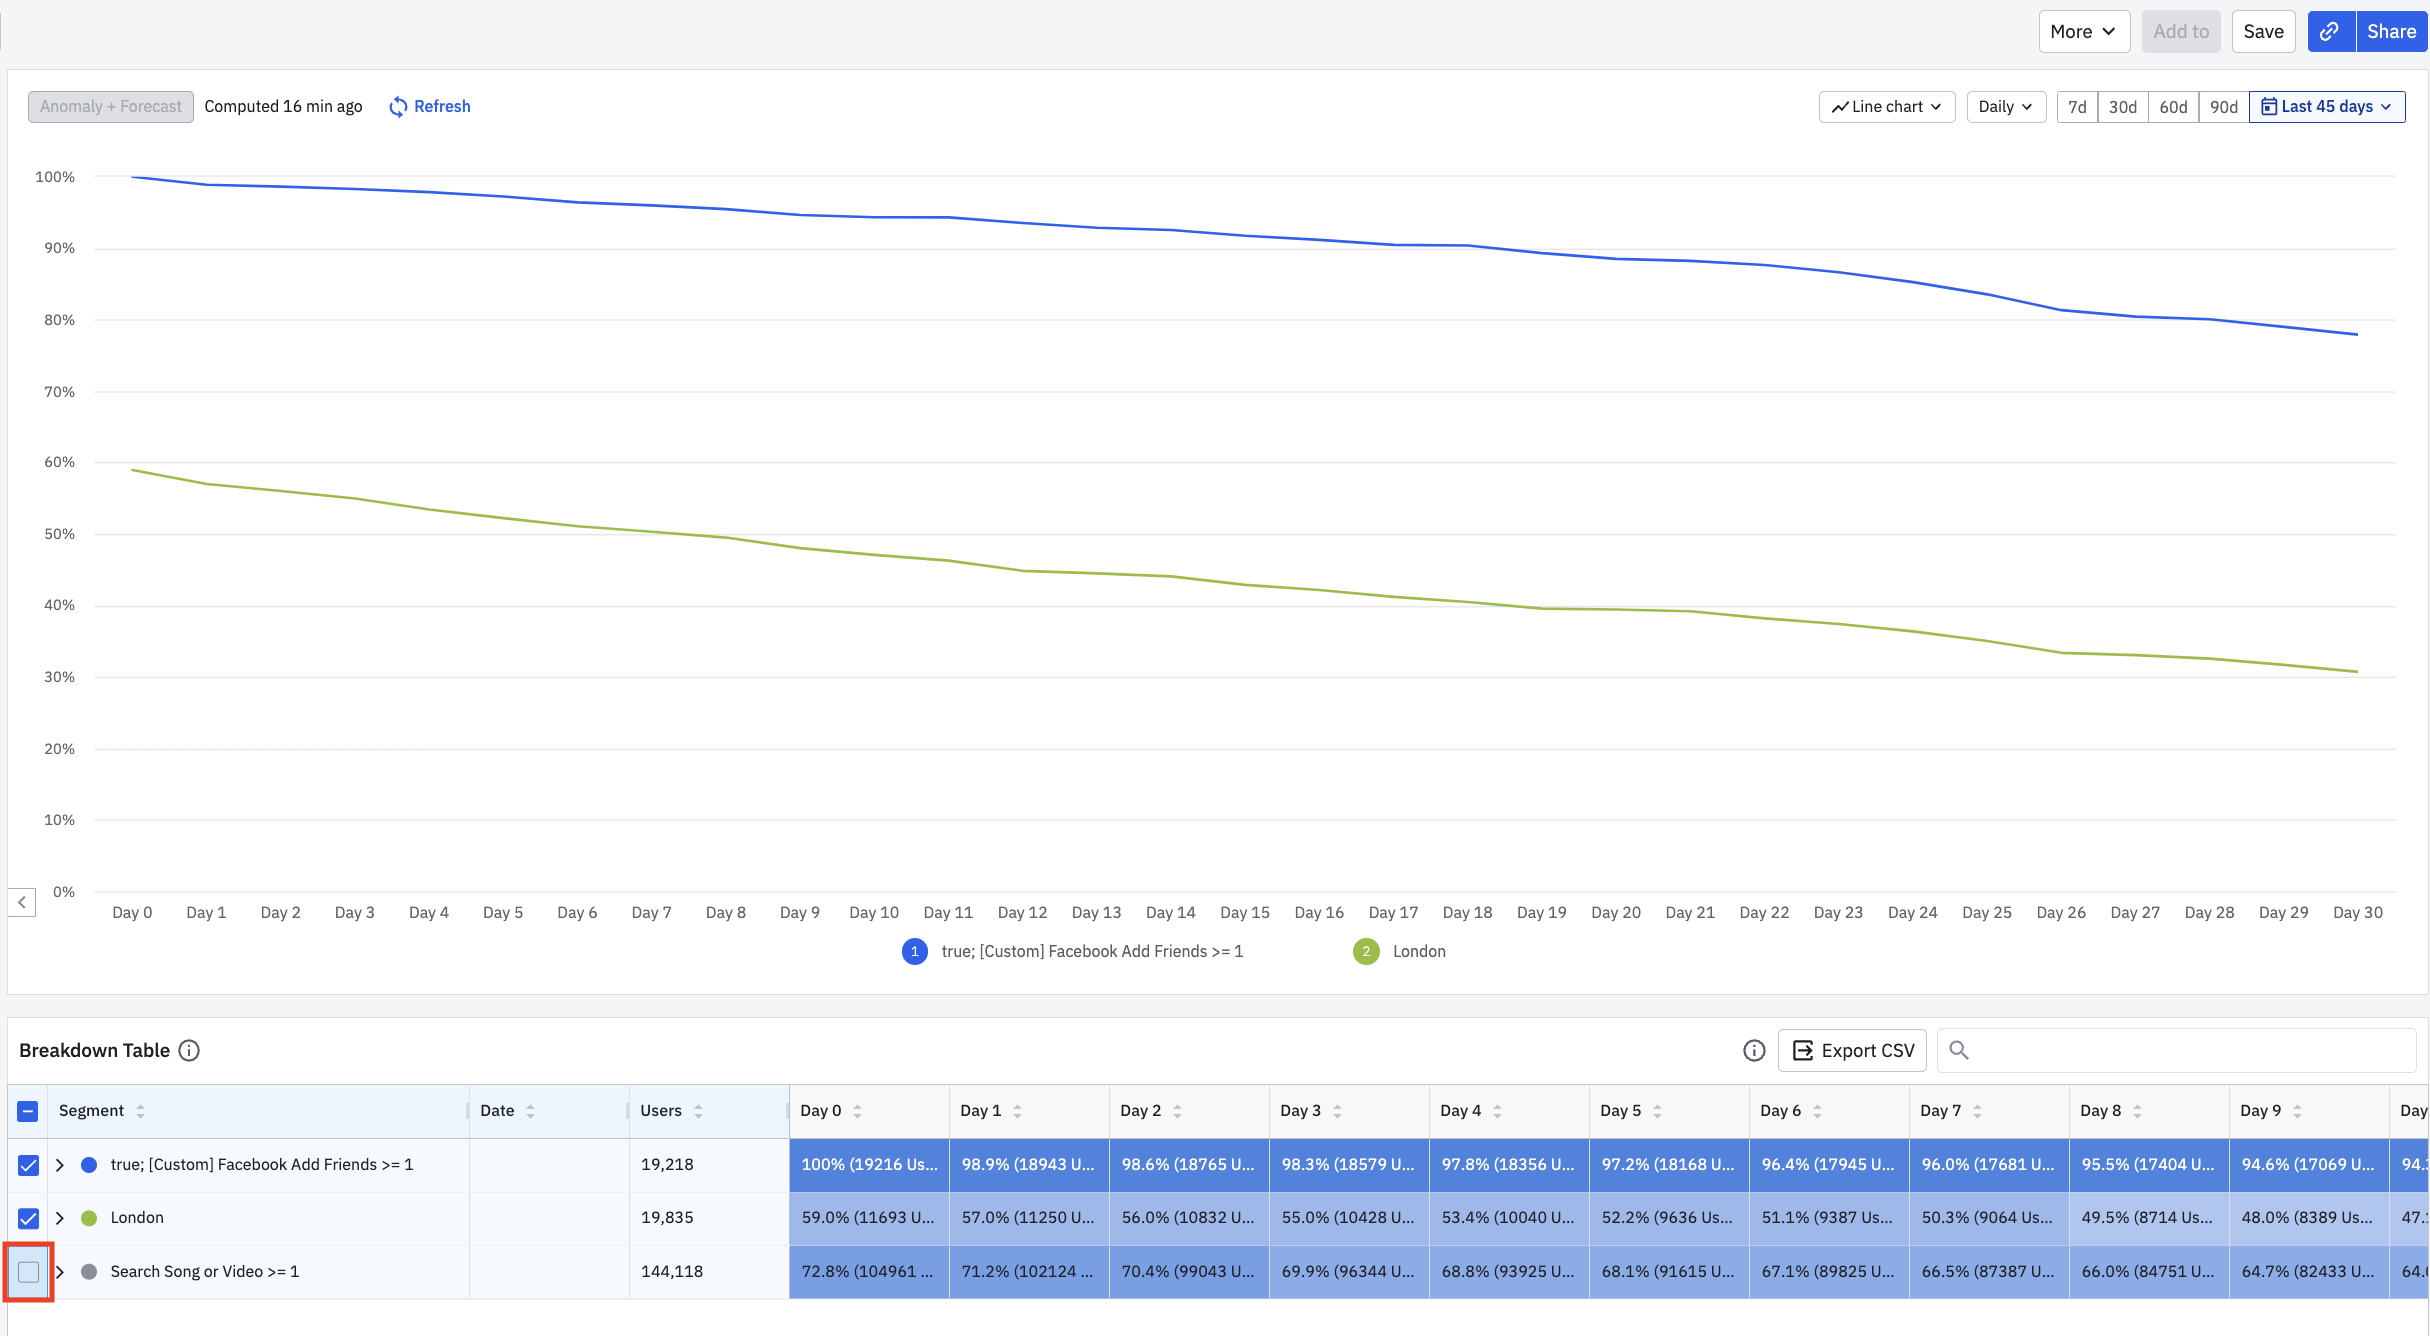 More Add to Save Share
Anomaly + Forecast Computed 16 min ago Refresh Line chart Daily 7d 30d 60d 90d Last 45 days
100%
90%
80%
70%
60%
50%
40%
30%
20%
10%
0%
Day 0 Day 1 Day 2 Day 3 Day 4 Day 5 Day 6 Day 7 Day 8 Day 9 Day 10 Day 11 Day 12 Day 13 Day 14 Day 15 Day 16 Day 17 Day 18 Day 19 Day 20 Day 21 Day 22 Day 23 Day 24 Day 25 Day 26 Day 27 Day 28 Day 29 Day 30
1 true; [Custom] Facebook Add Friends >= 1 2 London
Breakdown Table Export CSV
Segment Date Users Day 0 Day 1 Day 2 Day 3 Day 4 Day 5 Day 6 Day 7 Day 8 Day 9 Day
true; [Custom] Facebook Add Friends >= 1 19,218 100% (19216 Us... 98.9% (18943 U... 98.6% (18765 U... 98.3% (18579 U... 97.8% (18356 U... 97.2% (18168 U... 96.4% (17945 U... 96.0% (17681 U... 95.5% (17404 U... 94.6% (17069 U... 94.
London 19,835 59.0% (11693 U... 57.0% (11250 U... 56.0% (10832 U... 55.0% (10428 U... 53.4% (10040 U... 52.2% (9636 Us... 51.1% (9387 Us... 50.3% (9064 Us... 49.5% (8714 Us... 48.0% (8389 Us... 47.
Search Song or Video >= 1 144,118 72.8% (104961 ... 71.2% (102124 ... 70.4% (99043 U... 69.9% (96344 U... 68.8% (93925 U... 68.1% (91615 U... 67.1% (89825 U... 66.5% (87387 U... 66.0% (84751 U... 64.7% (82433 U... 64.